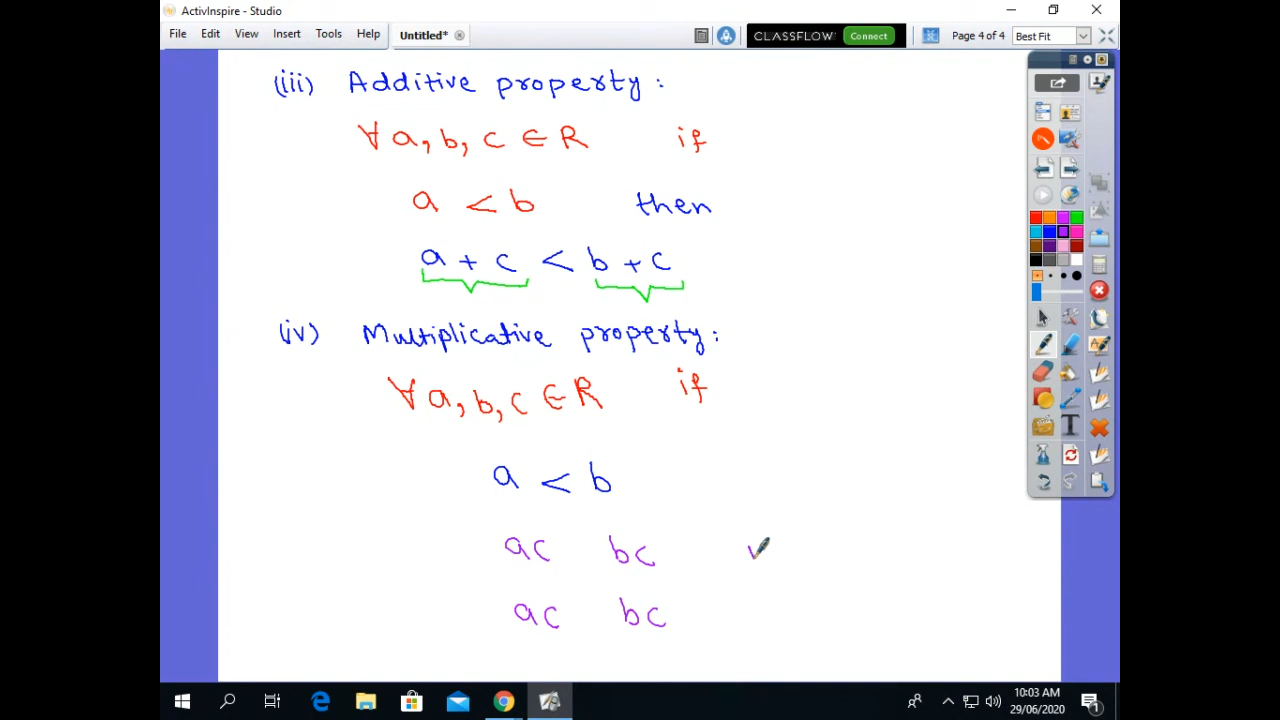 ActivInspire - Studio
File Edit View Insert Tools Help Untitled* CLASSFLOW Connect Page 4 of 4 Best Fit
(iii) Additive property:
∀ a, b, c ∈ R if
a < b then
a + c < b + c
(iv) Multiplicative property:
∀ a, b, c ∈ R if
a < b
ac bc
ac bc
10:03 AM
29/06/2020